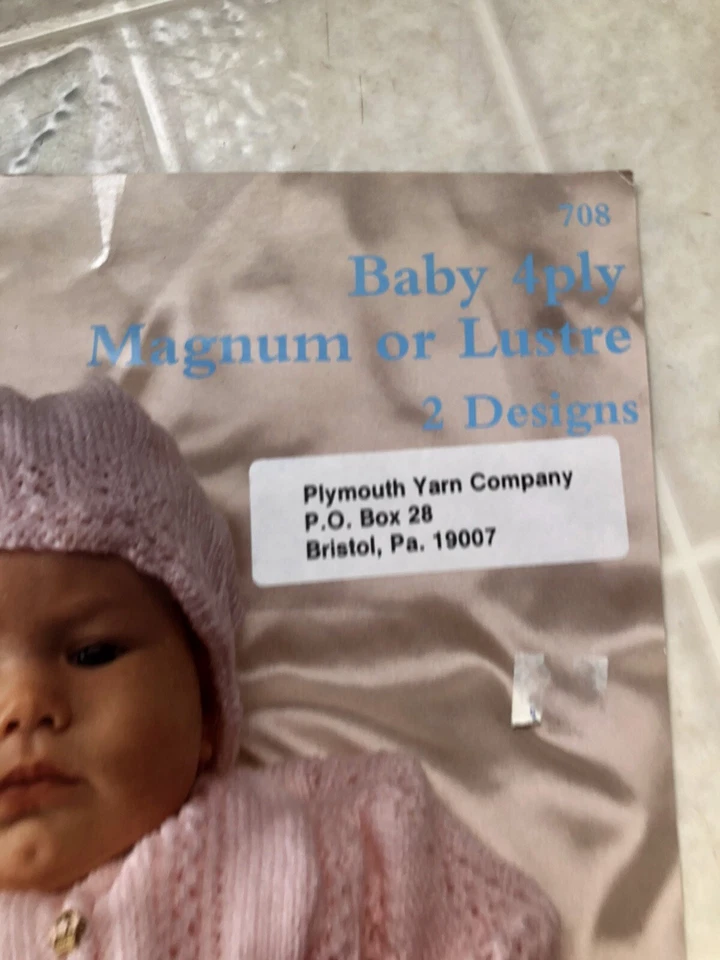 708
Baby 4ply
Magnum or Lustre
2 Designs
Plymouth Yarn Company
P.O. Box 28
Bristol, Pa. 19007